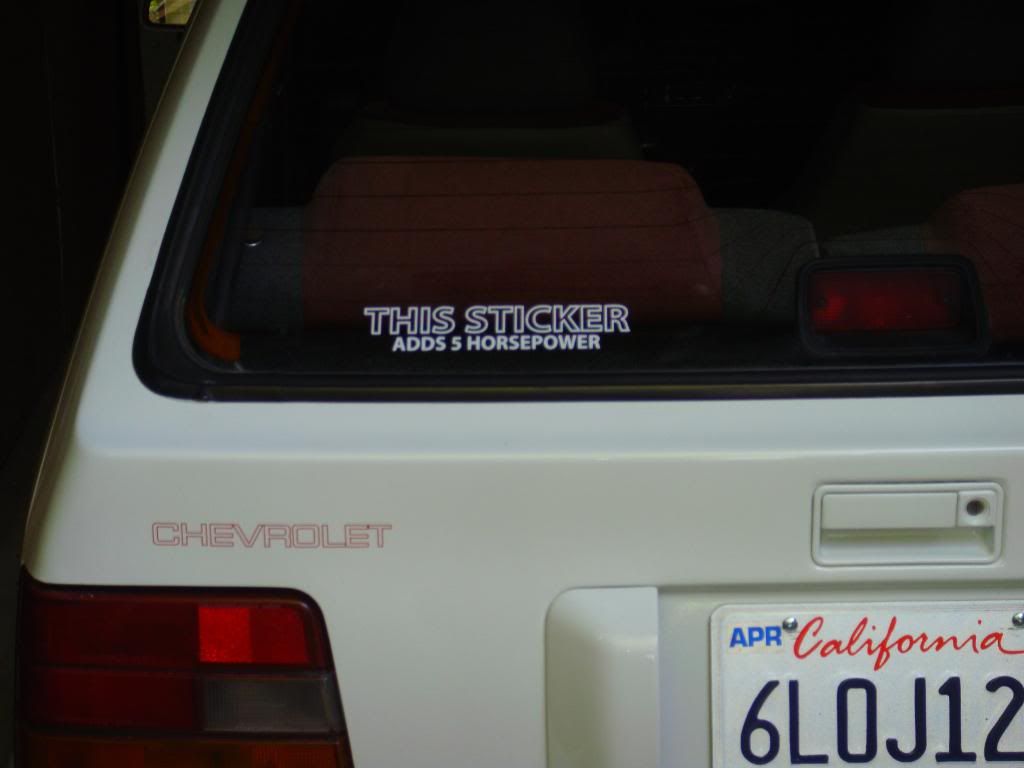 THIS STICKER
ADDS 5 HORSEPOWER
CHEVROLET
APR California
6LOJ12